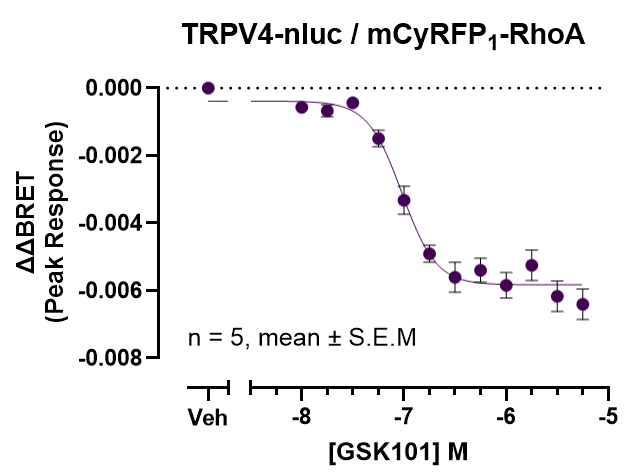 TRPV4-nluc / mCyRFP₁-RhoA
0.000
-0.002
-0.004
-0.006
-0.008
ΔΔBRET
(Peak Response)
n = 5, mean ± S.E.M
Veh
-8
-7
-6
-5
[GSK101] M